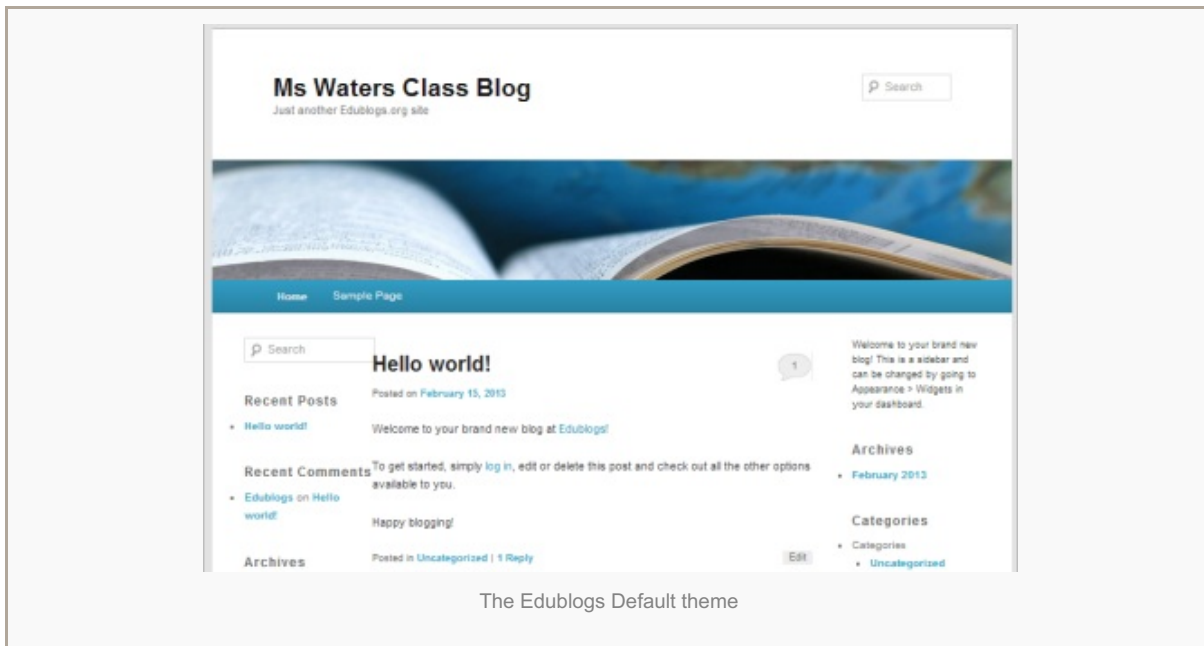 Ms Waters Class Blog
Just another Edublogs.org site
Search
Home
Sample Page
Search
Recent Posts
Hello world!
Recent Comments
Edublogs on Hello
world!
Archives
Hello world!
1
Posted on February 15, 2013
Welcome to your brand new blog at Edublogs!
To get started, simply log in, edit or delete this post and check out all the other options
available to you.
Happy blogging!
Posted in Uncategorized | 1 Reply
Edit
Welcome to your brand new
blog! This is a sidebar and
can be changed by going to
Appearance > Widgets in
your dashboard.
Archives
February 2013
Categories
Categories
Uncategorized
The Edublogs Default theme